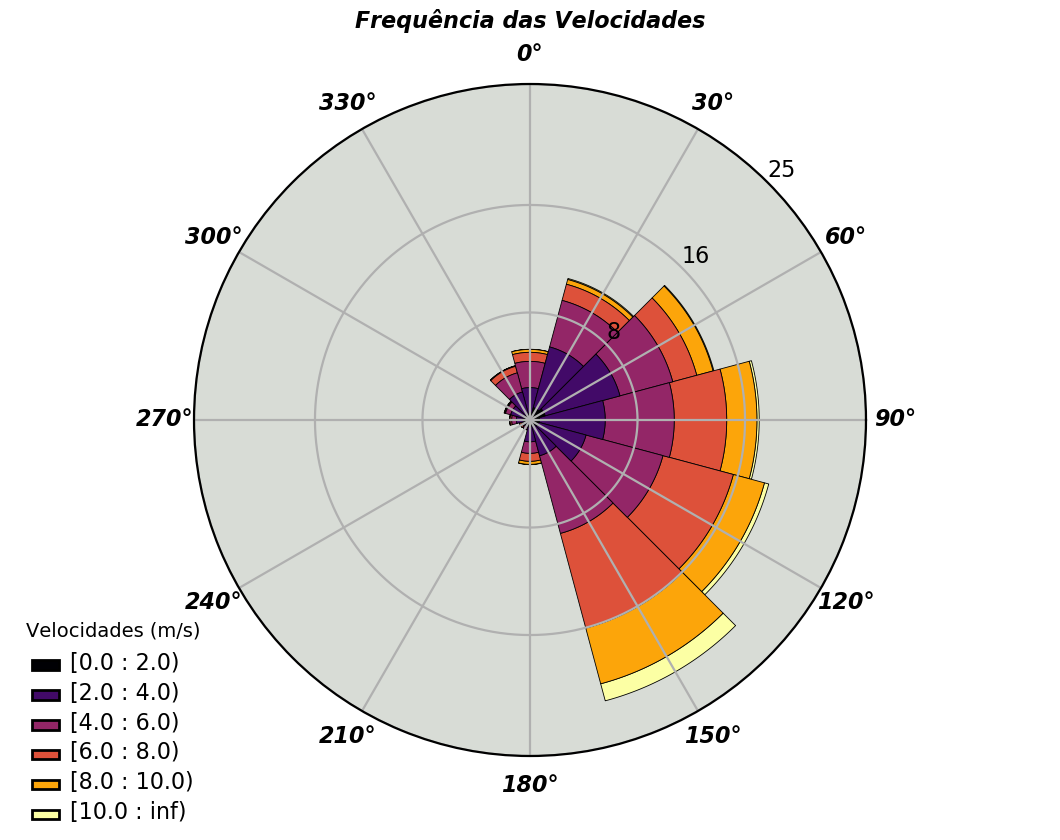 Frequência das Velocidades
0°
330°
30°
25
300°
60°
16
8
270°
90°
240°
120°
210°
150°
180°
Velocidades (m/s)
[0.0 : 2.0)
[2.0 : 4.0)
[4.0 : 6.0)
[6.0 : 8.0)
[8.0 : 10.0)
[10.0 : inf)